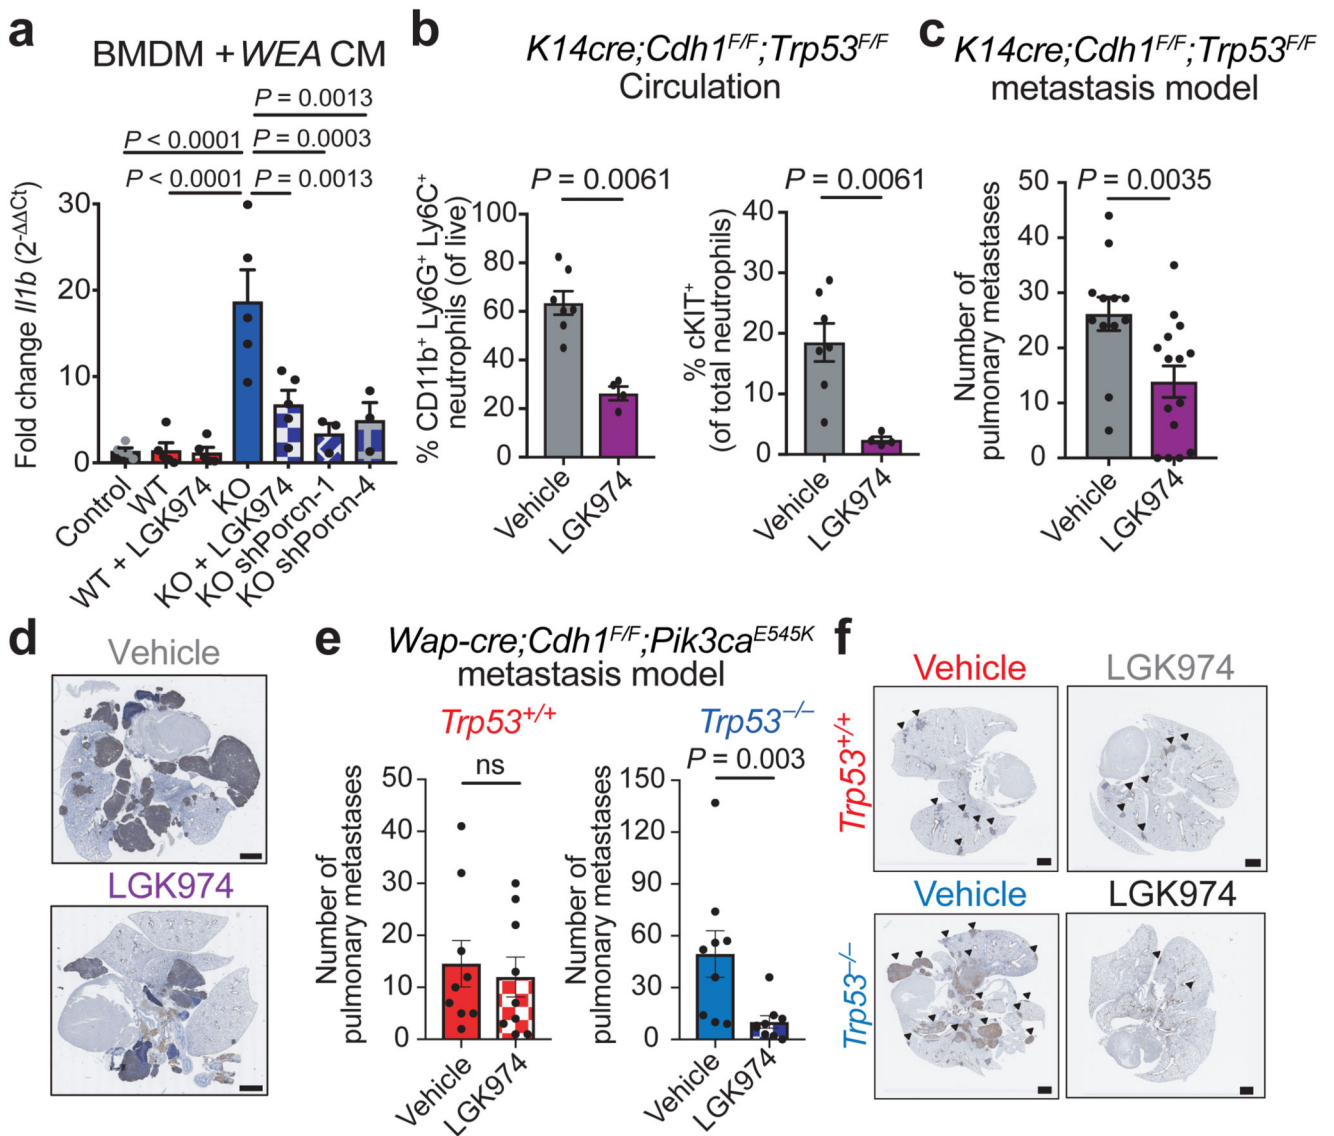 a
BMDM + WEA CM
P = 0.0013
P < 0.0001
P = 0.0003
P < 0.0001
P = 0.0013
Fold change Il1b (2-ΔΔCt)
30
20
10
0
Control
WT
WT + LGK974
KO
KO + LGK974
KO shPorcn-1
KO shPorcn-4
b
K14cre;Cdh1F/F;Trp53F/F
Circulation
P = 0.0061
% CD11b+ Ly6G+ Ly6C+
neutrophils (of live)
100
80
60
40
20
0
Vehicle
LGK974
P = 0.0061
% cKIT+
(of total neutrophils)
40
30
20
10
0
Vehicle
LGK974
c
K14cre;Cdh1F/F;Trp53F/F
metastasis model
P = 0.0035
Number of
pulmonary metastases
50
40
30
20
10
0
Vehicle
LGK974
d
Vehicle
LGK974
e
Wap-cre;Cdh1F/F;Pik3caE545K
metastasis model
Trp53+/+
ns
Number of
pulmonary metastases
50
40
30
20
10
0
Vehicle
LGK974
Trp53–/–
P = 0.003
Number of
pulmonary metastases
150
120
90
60
30
0
Vehicle
LGK974
f
Vehicle
LGK974
Trp53+/+
Vehicle
LGK974
Trp53–/–